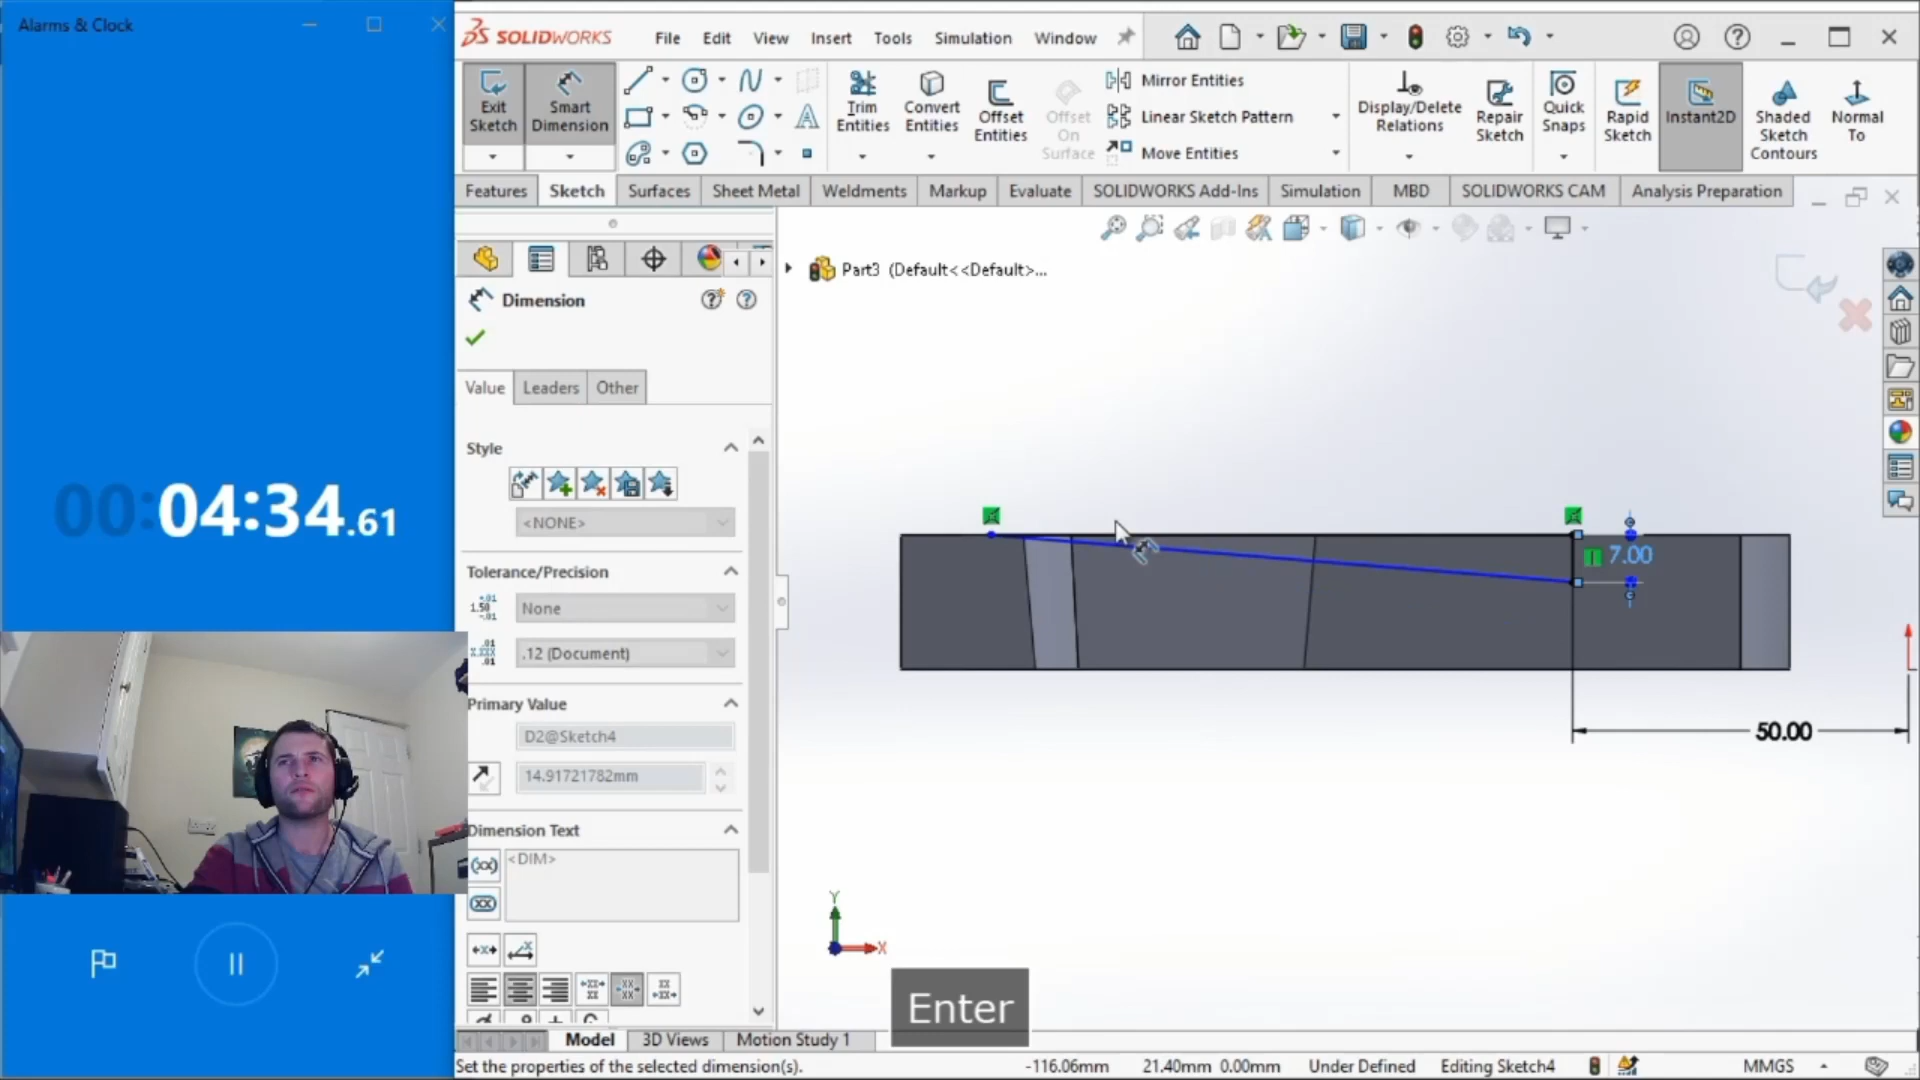 Alarms & Clock
00:04:34.61
SOLIDWORKS
File Edit View Insert Tools Simulation Window
Exit Sketch
Smart Dimension
Trim Entities
Convert Entities
Offset Entities
Offset On Surface
Mirror Entities
Linear Sketch Pattern
Move Entities
Display/Delete Relations
Repair Sketch
Quick Snaps
Rapid Sketch
Instant2D
Shaded Sketch Contours
Normal To
Features Sketch Surfaces Sheet Metal Weldments Markup Evaluate SOLIDWORKS Add-Ins Simulation MBD SOLIDWORKS CAM Analysis Preparation
Part3 (Default<<Default>...
Dimension
Value Leaders Other
Style
<NONE>
Tolerance/Precision
None
.12 (Document)
Primary Value
D2@Sketch4
14.91721782mm
Dimension Text
<DIM>
7.00
50.00
Y
X
Enter
Model 3D Views Motion Study 1
Set the properties of the selected dimension(s).
-116.06mm 21.40mm 0.00mm Under Defined Editing Sketch4 MMGS